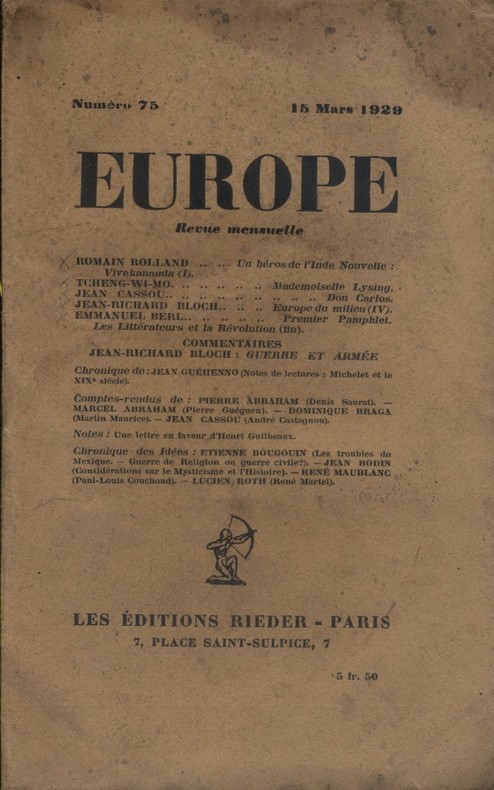 Numéro 75 15 Mars 1929
EUROPE
Revue mensuelle
ROMAIN ROLLAND .. .. Un héros de l'Inde Nouvelle :
Vivekananda (I).
TCHENG-WI-MO. .. .. .. .. .. Mademoiselle Lysing.
JEAN CASSOU.. .. .. .. .. .. .. .. .. Don Carlos.
JEAN-RICHARD BLOCH.. .. .. Europe du milieu (IV).
EMMANUEL BERL.. .. .. .. .. Premier Pamphlet.
Les Littérateurs et la Révolution (fin).
COMMENTAIRES
JEAN-RICHARD BLOCH : GUERRE ET ARMÉE
Chronique de : JEAN GUÉHENNO (Notes de lectures : Michelet et le
XIXe siècle).
Comptes-rendus de : PIERRE ABRAHAM (Denis Saurat). —
MARCEL ABRAHAM (Pierre Guéguen). — DOMINIQUE BRAGA
(Martin Maurice). — JEAN CASSOU (André Castagnou).
Notes : Une lettre en faveur d'Henri Guilbeaux.
Chronique des Idées : ETIENNE BOUGOUIN (Les troubles du
Mexique. — Guerre de Religion ou guerre civile?). — JEAN BODIN
(Considérations sur le Mysticisme et l'Histoire). — RENÉ MAUBLANC
(Paul-Louis Couchoud). — LUCIEN ROTH (René Martel).
LES ÉDITIONS RIEDER - PARIS
7, PLACE SAINT-SULPICE, 7
5 fr. 50